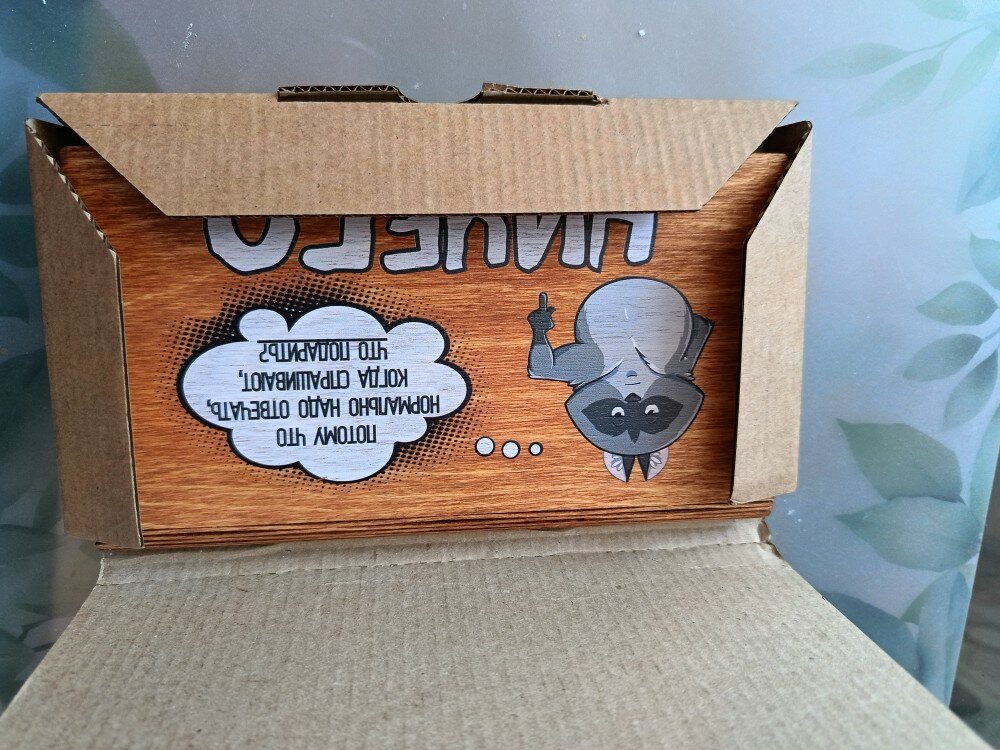 ПОТОМУ ЧТО
НОРМАЛЬНО НАДО ОТВЕЧАТЬ,
КОГДА СПРАШИВАЮТ,
ЧТО ПОДАРИТЬ?
НИЧЕГО